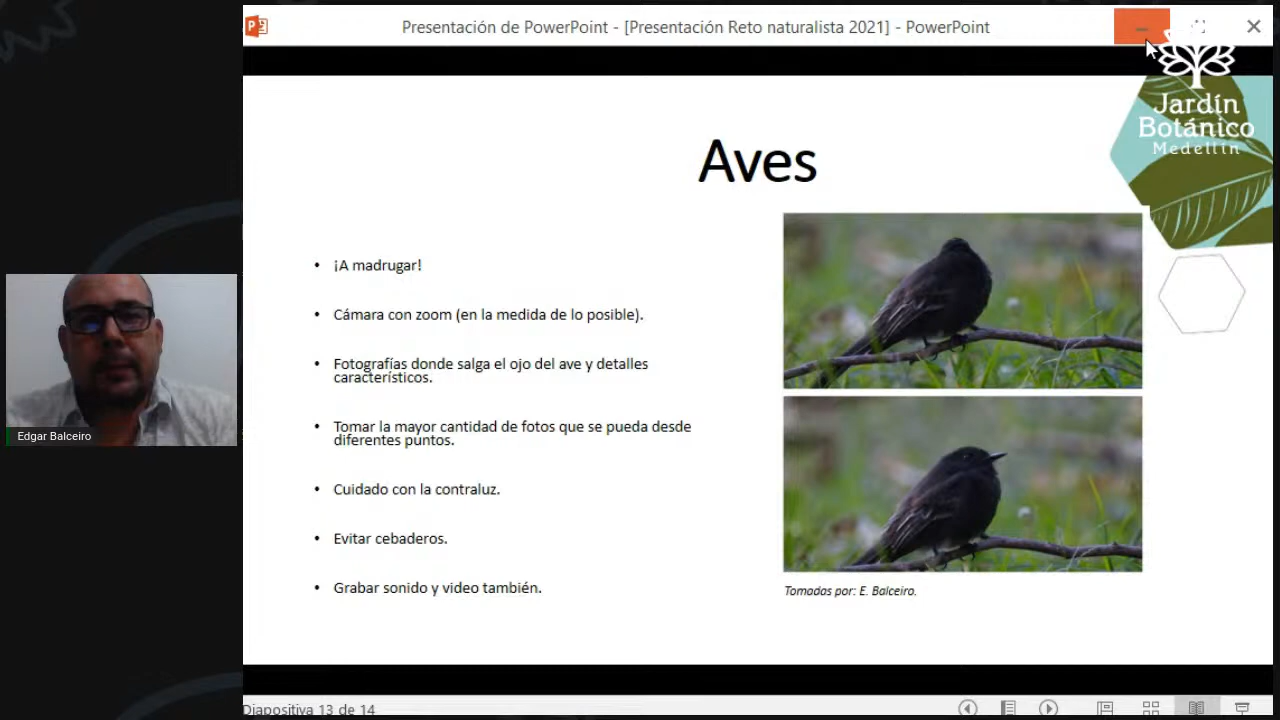 Presentación de PowerPoint - [Presentación Reto naturalista 2021] - PowerPoint
Jardín
Botánico
Medellín
Aves
• ¡A madrugar!
• Cámara con zoom (en la medida de lo posible).
• Fotografías donde salga el ojo del ave y detalles
característicos.
• Tomar la mayor cantidad de fotos que se pueda desde
diferentes puntos.
• Cuidado con la contraluz.
• Evitar cebaderos.
• Grabar sonido y video también.
Tomadas por: E. Balceiro.
Edgar Balceiro
Diapositiva 13 de 14